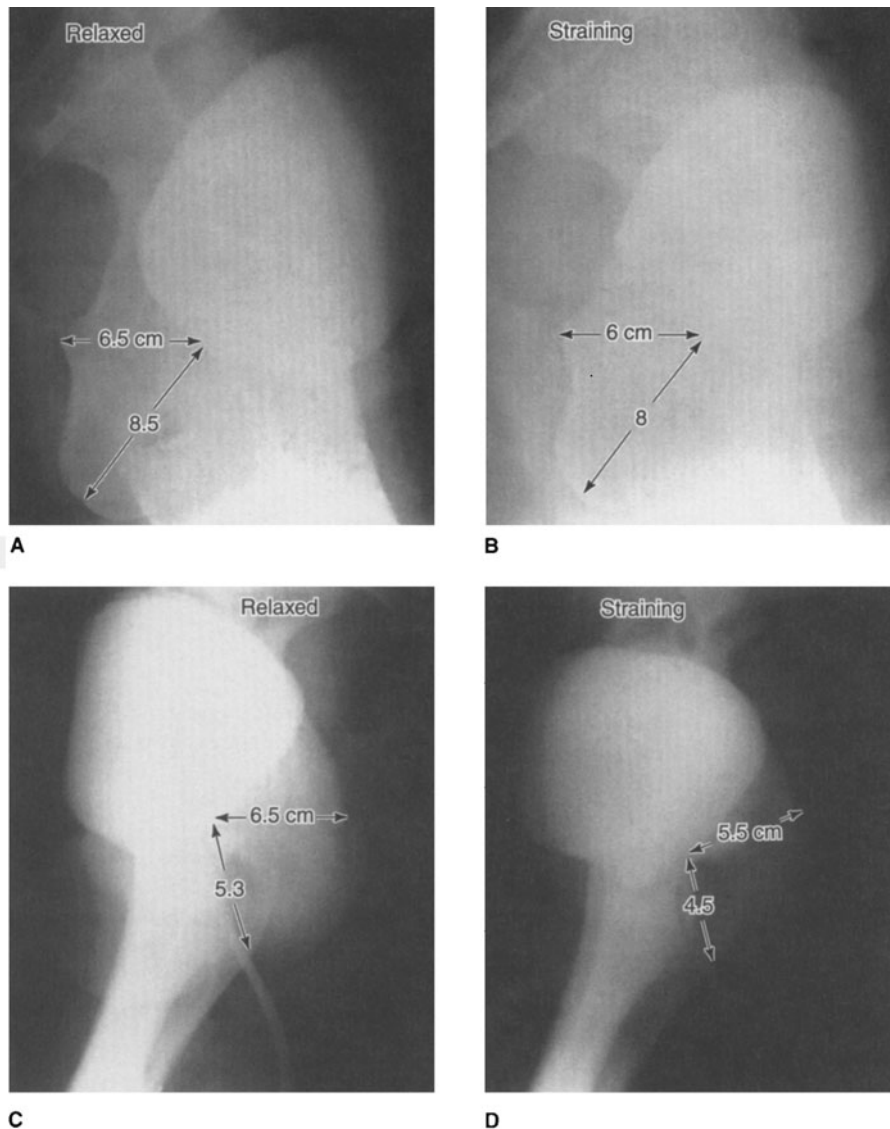 Relaxed
Straining
6.5 cm
6 cm
8.5
8
A
B
Relaxed
Straining
6.5 cm
5.5 cm
5.3
4.5
C
D